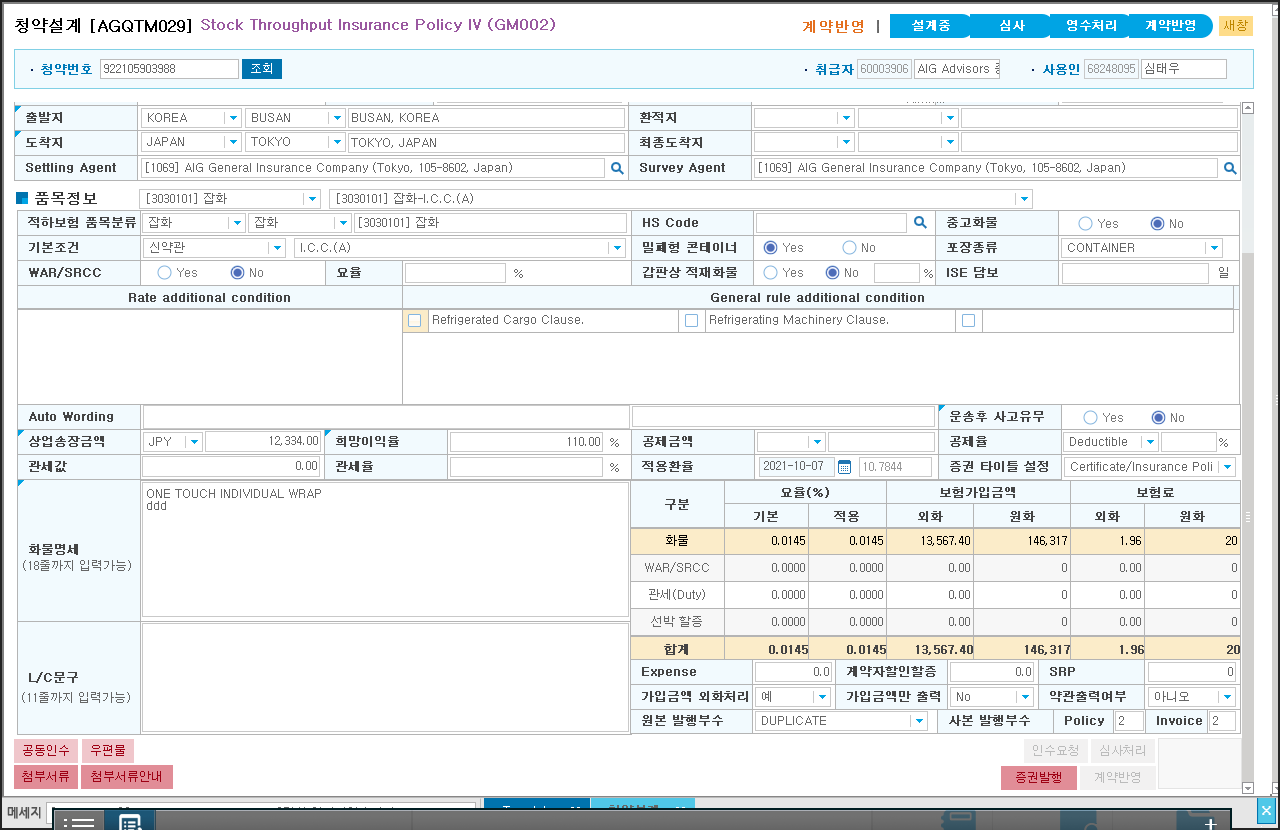 청약설계 [AGQTM029] Stock Throughput Insurance Policy IV (GM002) 계약반영 | 설계중 심사 영수처리 계약반영 새창
· 청약번호 922105903988 조회 · 취급자 60003906 AIG Advisors · 사용인 68248095 심태우
출발지 KOREA BUSAN BUSAN, KOREA 환적지
도착지 JAPAN TOKYO TOKYO, JAPAN 최종도착지
Settling Agent [1069] AIG General Insurance Company (Tokyo, 105-8602, Japan) Survey Agent [1069] AIG General Insurance Company (Tokyo, 105-8602, Japan)
품목정보 [3030101] 잡화 [3030101] 잡화-I.C.C.(A)
적하보험 품목분류 잡화 잡화 [3030101] 잡화 HS Code 중고화물 Yes No
기본조건 신약관 I.C.C.(A) 밀폐형 콘테이너 Yes No 포장종류 CONTAINER
WAR/SRCC Yes No 요율 % 갑판상 적재화물 Yes No % ISE 담보 일
Rate additional condition General rule additional condition
Refrigerated Cargo Clause. Refrigerating Machinery Clause.
Auto Wording 운송후 사고유무 Yes No
상업송장금액 JPY 12,334.00 희망이익율 110.00 % 공제금액 공제율 Deductible %
관세값 0.00 관세율 % 적용환율 2021-10-07 10.7844 증권 타이틀 설정 Certificate/Insurance Poli
화물명세
(18줄까지 입력가능)
ONE TOUCH INDIVIDUAL WRAP
ddd
구분 요율(%) 보험가입금액 보험료
기본 적용 외화 원화 외화 원화
화물 0.0145 0.0145 13,567.40 146,317 1.96 20
WAR/SRCC 0.0000 0.0000 0.00 0 0.00 0
관세(Duty) 0.0000 0.0000 0.00 0 0.00 0
선박 할증 0.0000 0.0000 0.00 0 0.00 0
합계 0.0145 0.0145 13,567.40 146,317 1.96 20
L/C문구
(11줄까지 입력가능)
Expense 0.0 계약자할인할증 0.0 SRP 0
가입금액 외화처리 예 가입금액만 출력 No 약관출력여부 아니오
원본 발행부수 DUPLICATE 사본 발행부수 Policy 2 Invoice 2
공동인수 우편물 인수요청 심사처리
첨부서류 첨부서류안내 증권발행 계약반영
메세지